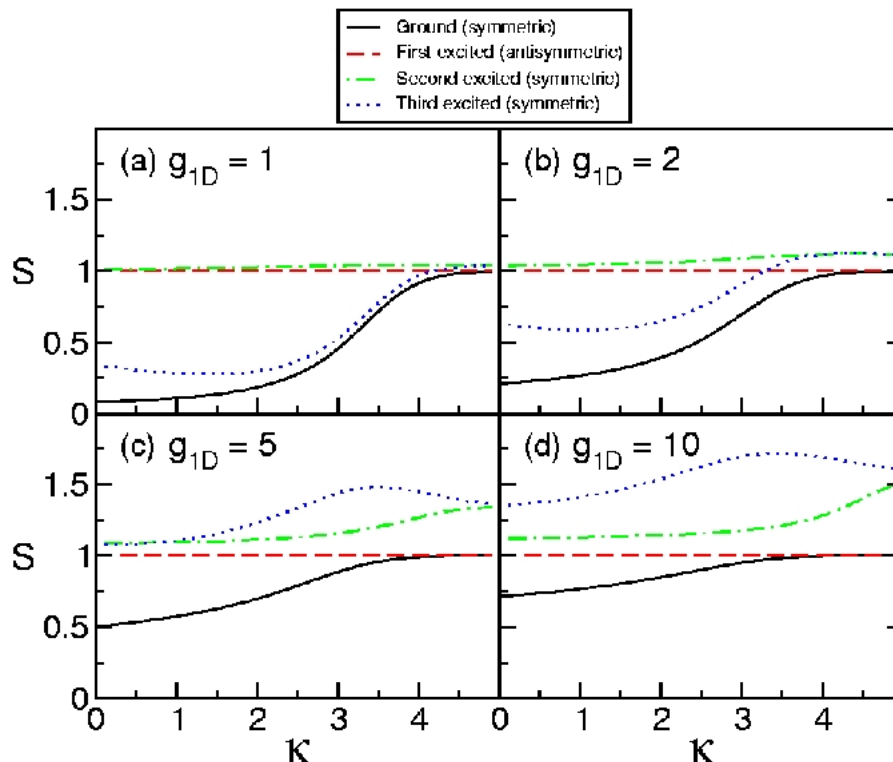 Ground (symmetric)
First excited (antisymmetric)
Second excited (symmetric)
Third excited (symmetric)
(a) g1D = 1
(b) g1D = 2
1.5
S
1
0.5
0
(c) g1D = 5
(d) g1D = 10
1.5
S
1
0.5
0
0 1 2 3 4 0 1 2 3 4
κ κ